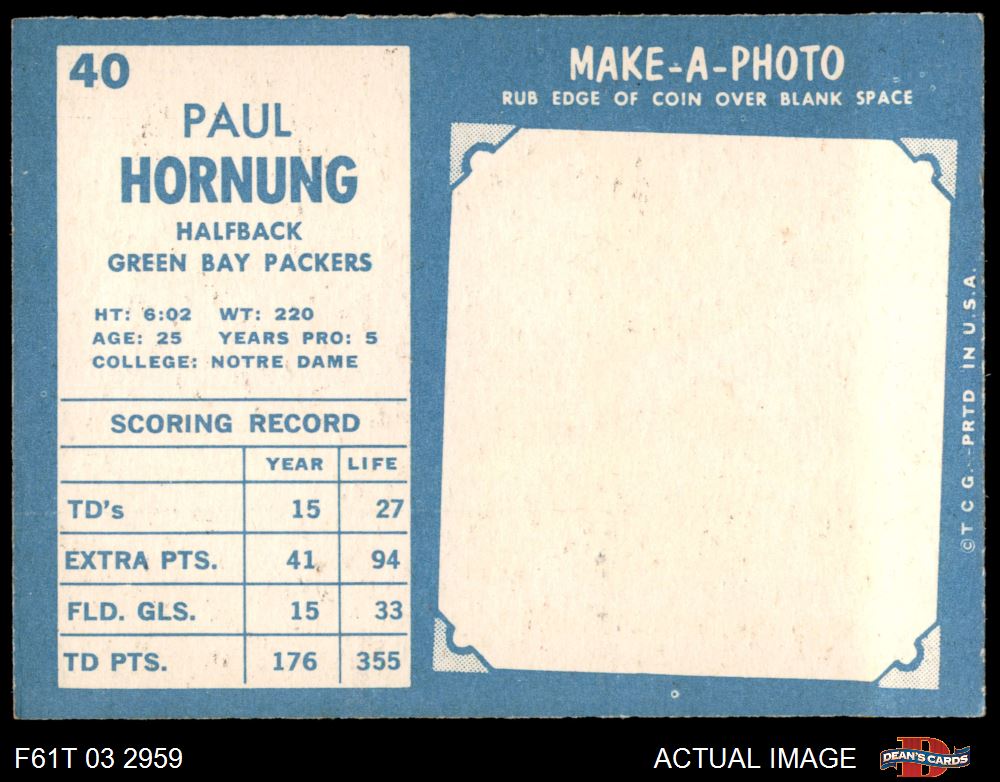 40
PAUL
HORNUNG
HALFBACK
GREEN BAY PACKERS
HT: 6:02 WT: 220
AGE: 25 YEARS PRO: 5
COLLEGE: NOTRE DAME
SCORING RECORD
YEAR LIFE
TD's 15 27
EXTRA PTS. 41 94
FLD. GLS. 15 33
TD PTS. 176 355
MAKE-A-PHOTO
RUB EDGE OF COIN OVER BLANK SPACE
©T C G.--PRTD IN U.S.A.
F61T 03 2959
ACTUAL IMAGE
DEAN'S CARDS